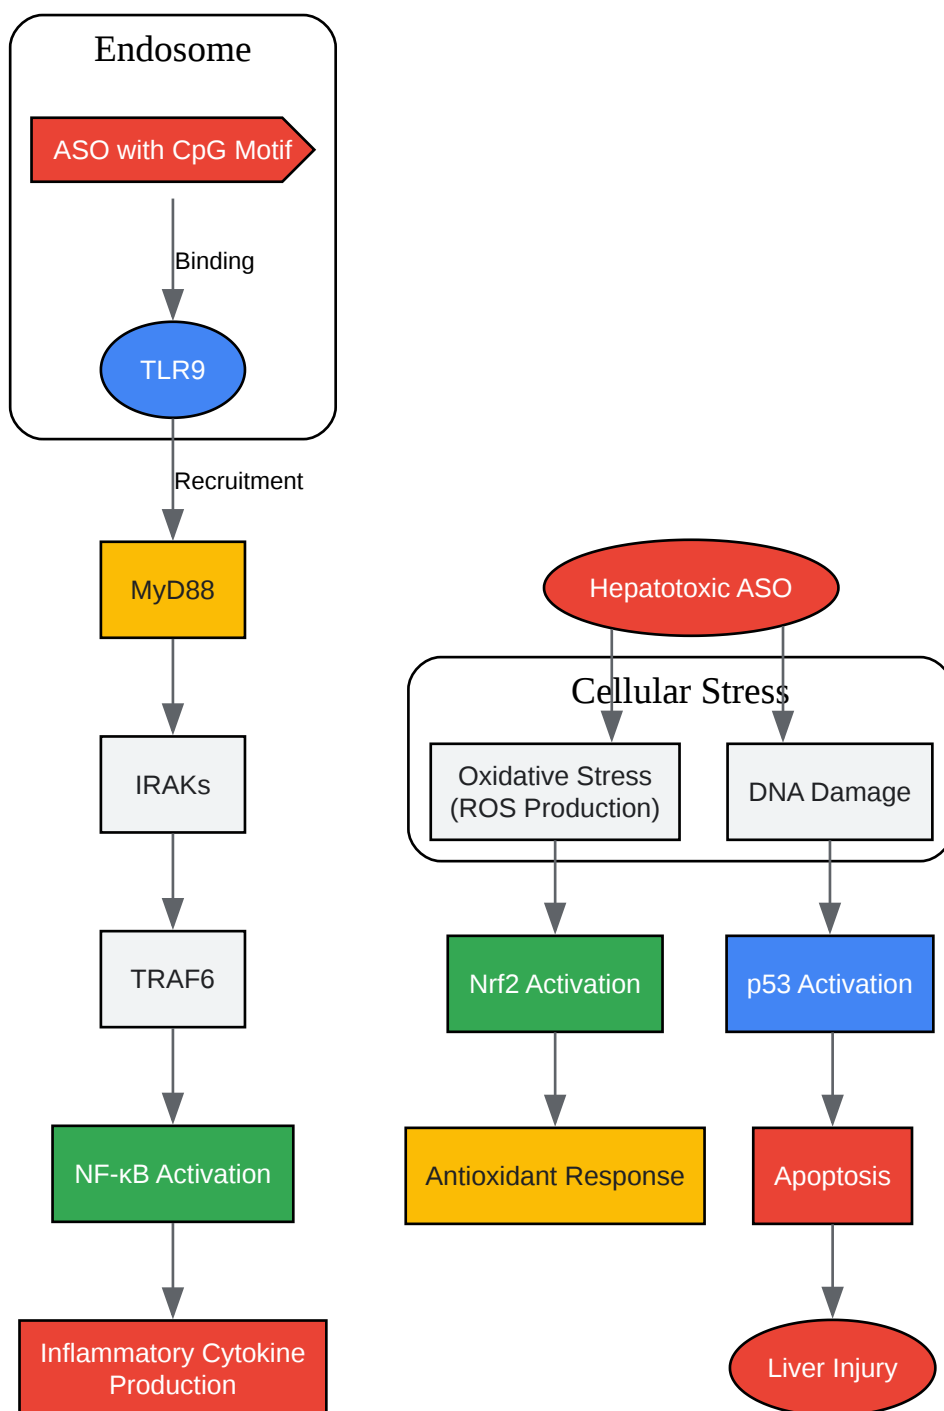 Endosome
ASO with CpG Motif
Binding
TLR9
Recruitment
MyD88
IRAKs
TRAF6
NF-κB Activation
Inflammatory Cytokine
Production
Hepatotoxic ASO
Cellular Stress
Oxidative Stress
(ROS Production)
DNA Damage
Nrf2 Activation
p53 Activation
Antioxidant Response
Apoptosis
Liver Injury